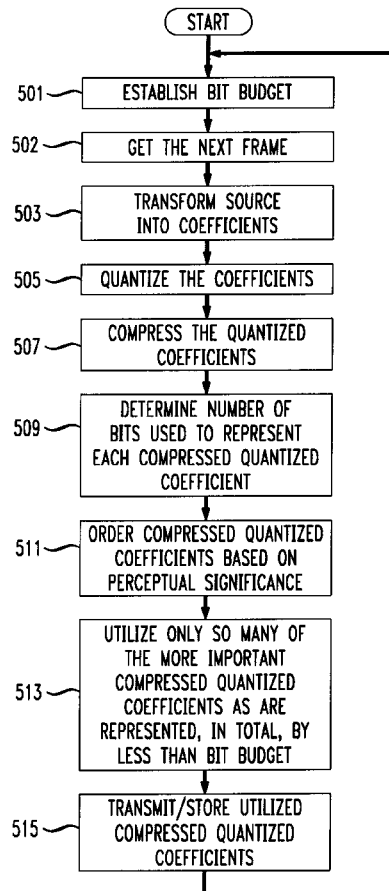 START
501
ESTABLISH BIT BUDGET
502
GET THE NEXT FRAME
503
TRANSFORM SOURCE
INTO COEFFICIENTS
505
QUANTIZE THE COEFFICIENTS
507
COMPRESS THE QUANTIZED
COEFFICIENTS
509
DETERMINE NUMBER OF
BITS USED TO REPRESENT
EACH COMPRESSED QUANTIZED
COEFFICIENT
511
ORDER COMPRESSED QUANTIZED
COEFFICIENTS BASED ON
PERCEPTUAL SIGNIFICANCE
513
UTILIZE ONLY SO MANY OF
THE MORE IMPORTANT
COMPRESSED QUANTIZED
COEFFICIENTS AS ARE
REPRESENTED, IN TOTAL, BY
LESS THAN BIT BUDGET
515
TRANSMIT/STORE UTILIZED
COMPRESSED QUANTIZED
COEFFICIENTS